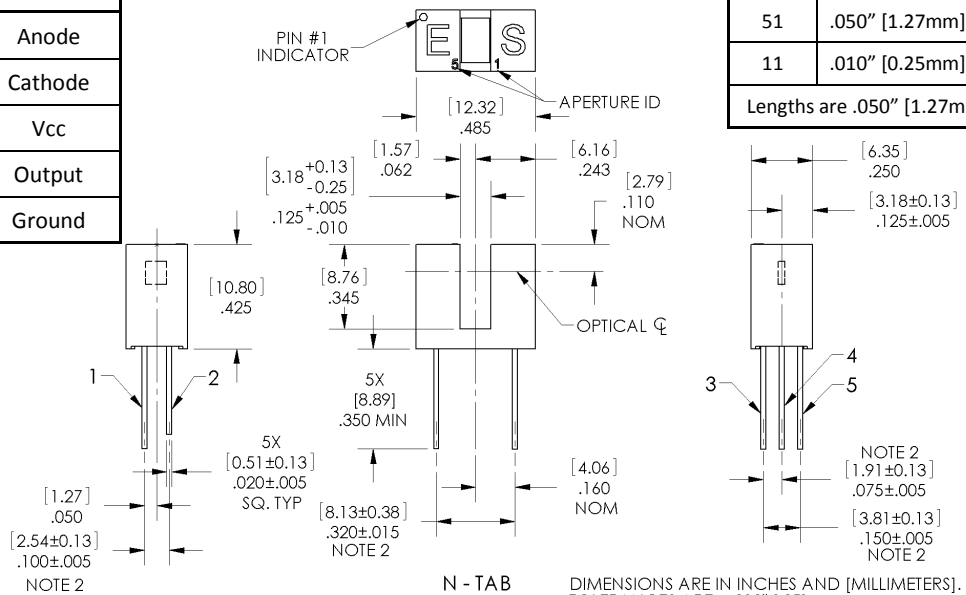 Anode
Cathode
Vcc
Output
Ground
51 .050” [1.27mm]
11 .010” [0.25mm]
Lengths are .050” [1.27m
PIN #1
INDICATOR
E S
5 1
APERTURE ID
[12.32]
.485
[1.57]
.062
[6.16]
.243
[3.18 +0.13 -0.25]
.125 +.005 -.010
[2.79]
.110
NOM
[6.35]
.250
[3.18±0.13]
.125±.005
[10.80]
.425
[8.76]
.345
OPTICAL ℄
1
2
3
4
5
5X
[8.89]
.350 MIN
5X
[0.51±0.13]
.020±.005
SQ. TYP
[1.27]
.050
[2.54±0.13]
.100±.005
NOTE 2
[8.13±0.38]
.320±.015
NOTE 2
[4.06]
.160
NOM
NOTE 2
[1.91±0.13]
.075±.005
[3.81±0.13]
.150±.005
NOTE 2
N - TAB
DIMENSIONS ARE IN INCHES AND [MILLIMETERS].